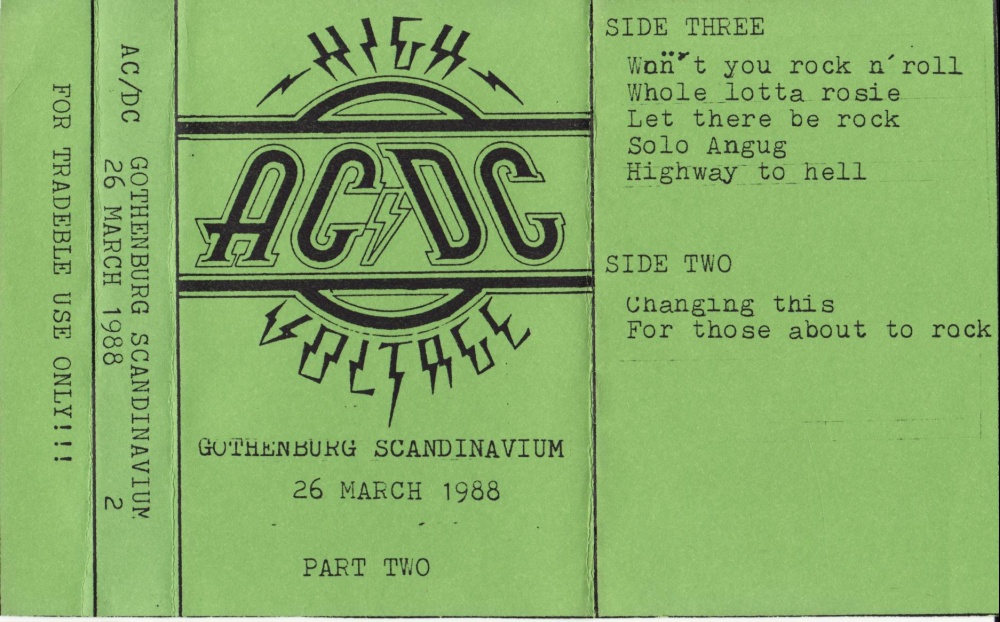 FOR TRADEBLE USE ONLY!!!
AC/DC GOTHENBURG SCANDINAVIUM 2
26 MARCH 1988
HIGH
AC DC
VOLTAGE
GOTHENBURG SCANDINAVIUM
26 MARCH 1988
PART TWO
SIDE THREE
Won't you rock n´roll
Whole lotta rosie
Let there be rock
Solo Angug
Highway to hell
SIDE TWO
Changing this
For those about to rock